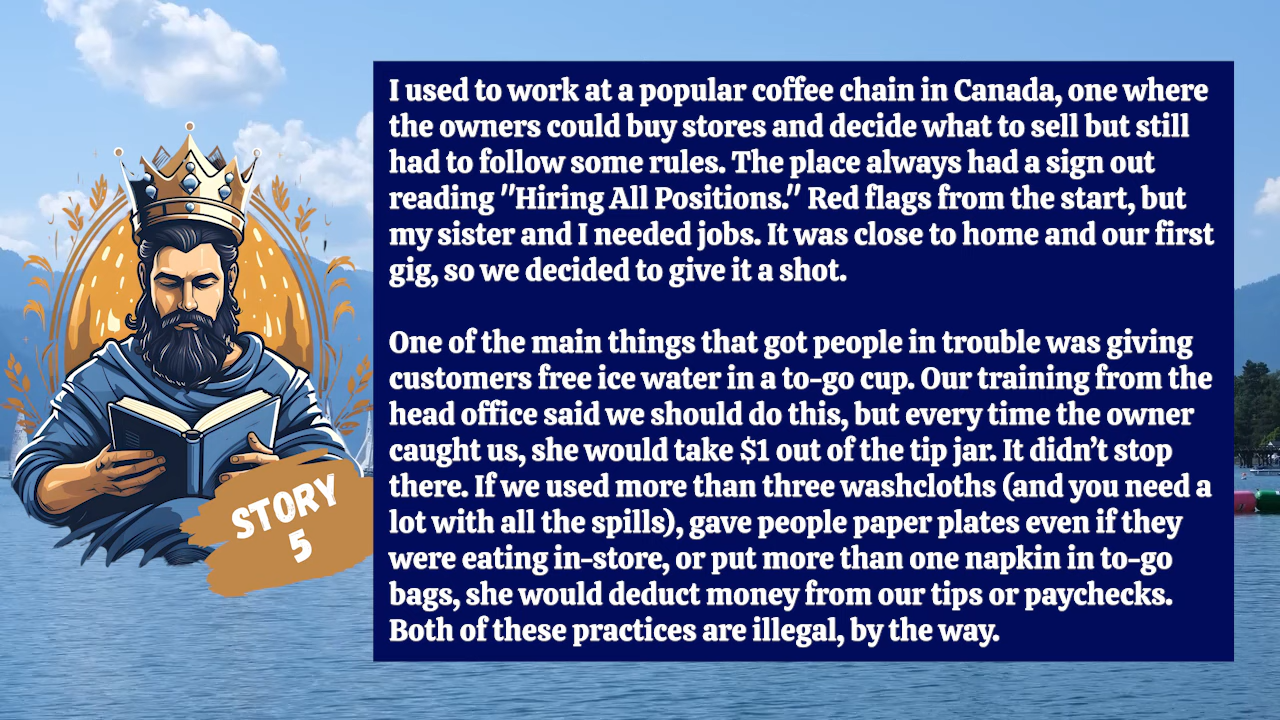 I used to work at a popular coffee chain in Canada, one where
the owners could buy stores and decide what to sell but still
had to follow some rules. The place always had a sign out
reading "Hiring All Positions." Red flags from the start, but
my sister and I needed jobs. It was close to home and our first
gig, so we decided to give it a shot.
One of the main things that got people in trouble was giving
customers free ice water in a to-go cup. Our training from the
head office said we should do this, but every time the owner
caught us, she would take $1 out of the tip jar. It didn’t stop
there. If we used more than three washcloths (and you need a
lot with all the spills), gave people paper plates even if they
were eating in-store, or put more than one napkin in to-go
bags, she would deduct money from our tips or paychecks.
Both of these practices are illegal, by the way.
STORY
5